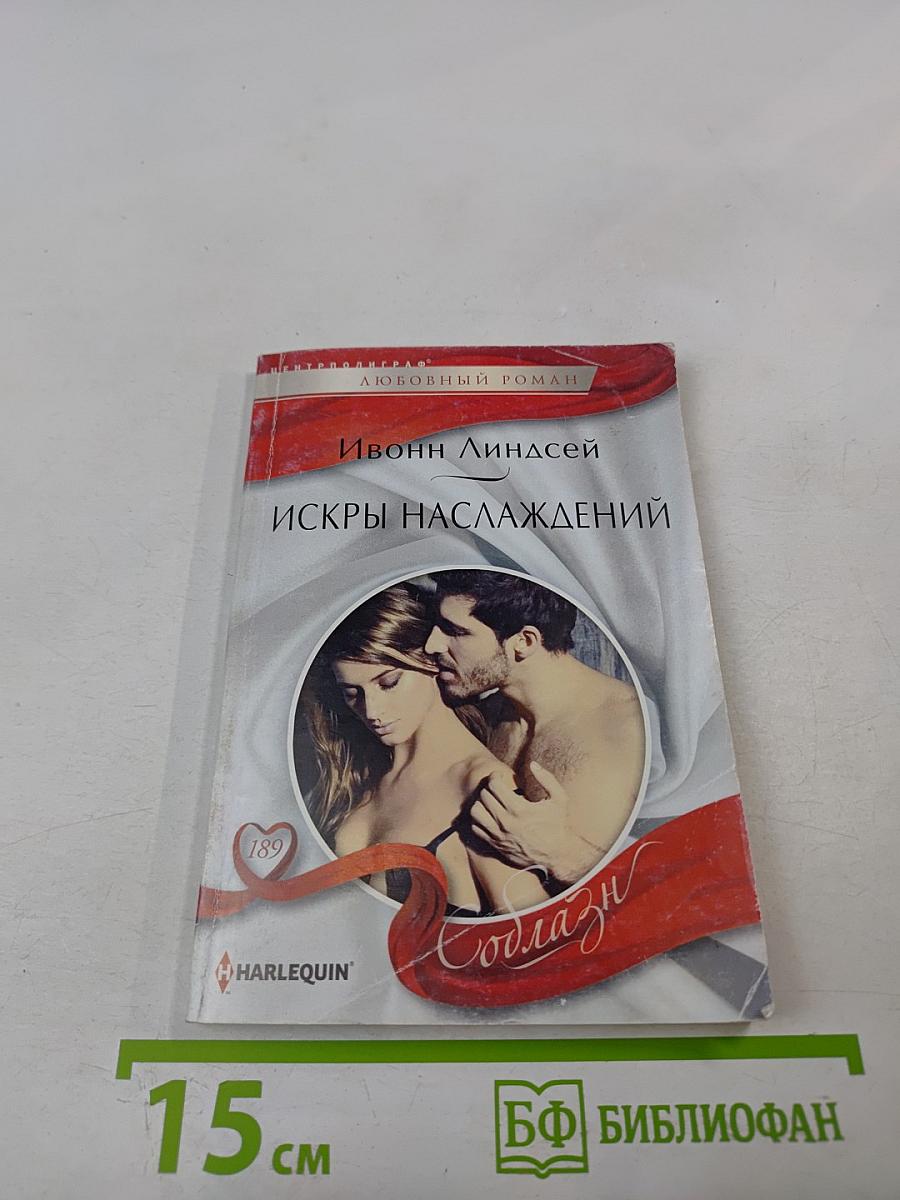 ЦЕНТРПОЛИГРАФ®
ЛЮБОВНЫЙ РОМАН
Ивонн Линдсей
ИСКРЫ НАСЛАЖДЕНИЙ
189
Соблазн
HARLEQUIN®
15 см
БФ БИБЛИОФАН